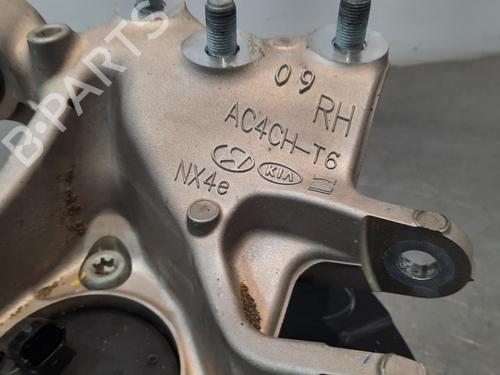 09
RH
AC4CH-T6
KIA
NX4e
B-PARTS